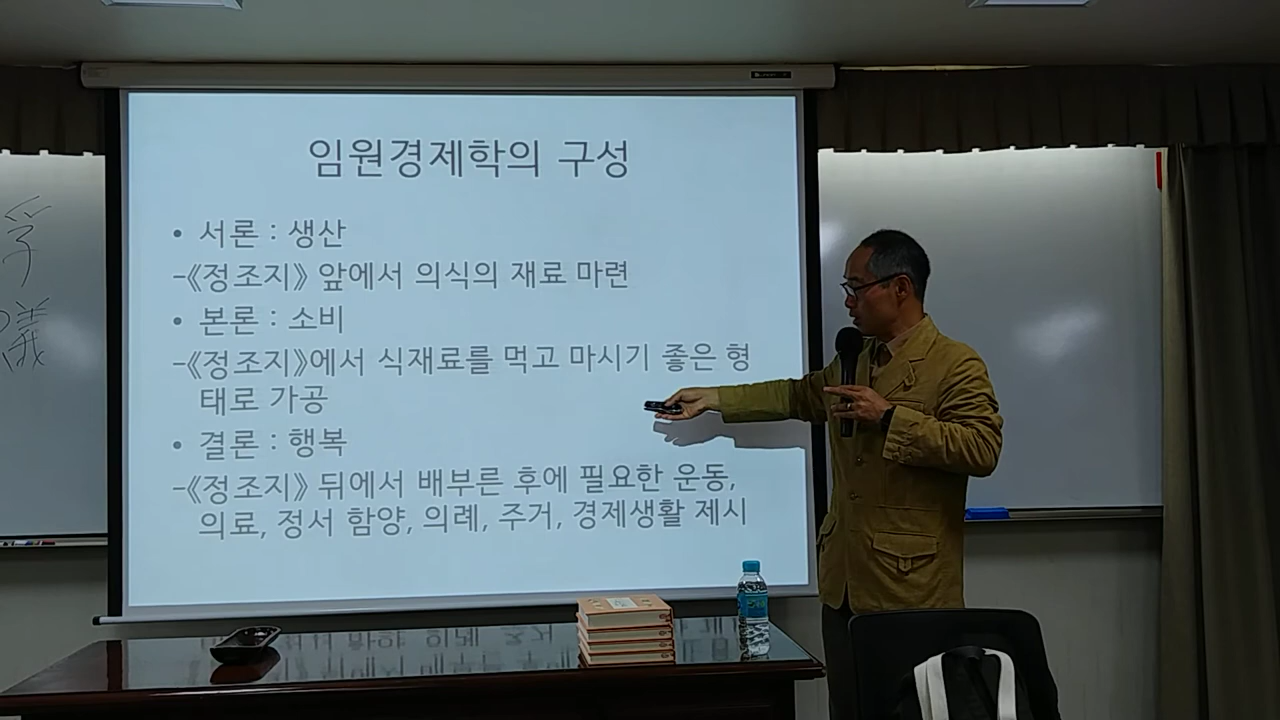 임원경제학의 구성
• 서론 : 생산
-《정조지》 앞에서 의식의 재료 마련
• 본론 : 소비
-《정조지》에서 식재료를 먹고 마시기 좋은 형
태로 가공
• 결론 : 행복
-《정조지》 뒤에서 배부른 후에 필요한 운동,
의료, 정서 함양, 의례, 주거, 경제생활 제시
議